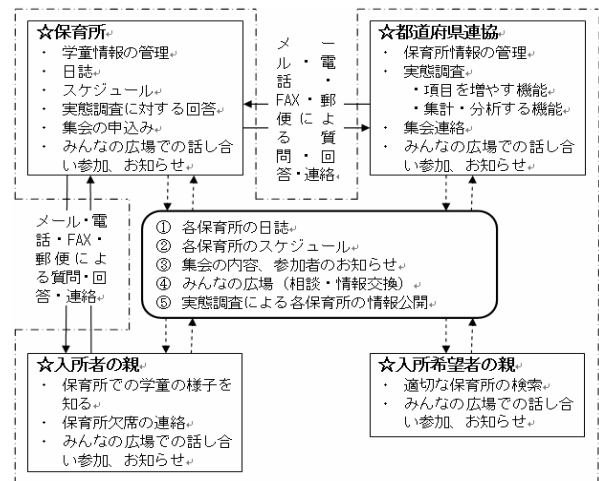 ☆保育所
・ 学童情報の管理
・ 日誌
・ スケジュール
・ 実態調査に対する回答
・ 集会の申込み
・ みんなの広場での話し合
い参加、お知らせ
メ ー
ル・電
話 ・
FAX・郵
便によ
る 質
問・回
答・連絡
☆都道府県連協
・ 保育所情報の管理
・ 実態調査
・項目を増やす機能
・集計・分析する機能
・ 集会連絡
・ みんなの広場での話し合
い参加、お知らせ
メール・電
話・FAX・
郵便によ
る質問・回
答・連絡
① 各保育所の日誌
② 各保育所のスケジュール
③ 集会の内容、参加者のお知らせ
④ みんなの広場(相談・情報交換)
⑤ 実態調査による各保育所の情報公開
☆入所者の親
・ 保育所での学童の様子を
知る
・ 保育所欠席の連絡
・ みんなの広場での話し合
い参加、お知らせ
☆入所希望者の親
・ 適切な保育所の検索
・ みんなの広場での話し合
い参加、お知らせ